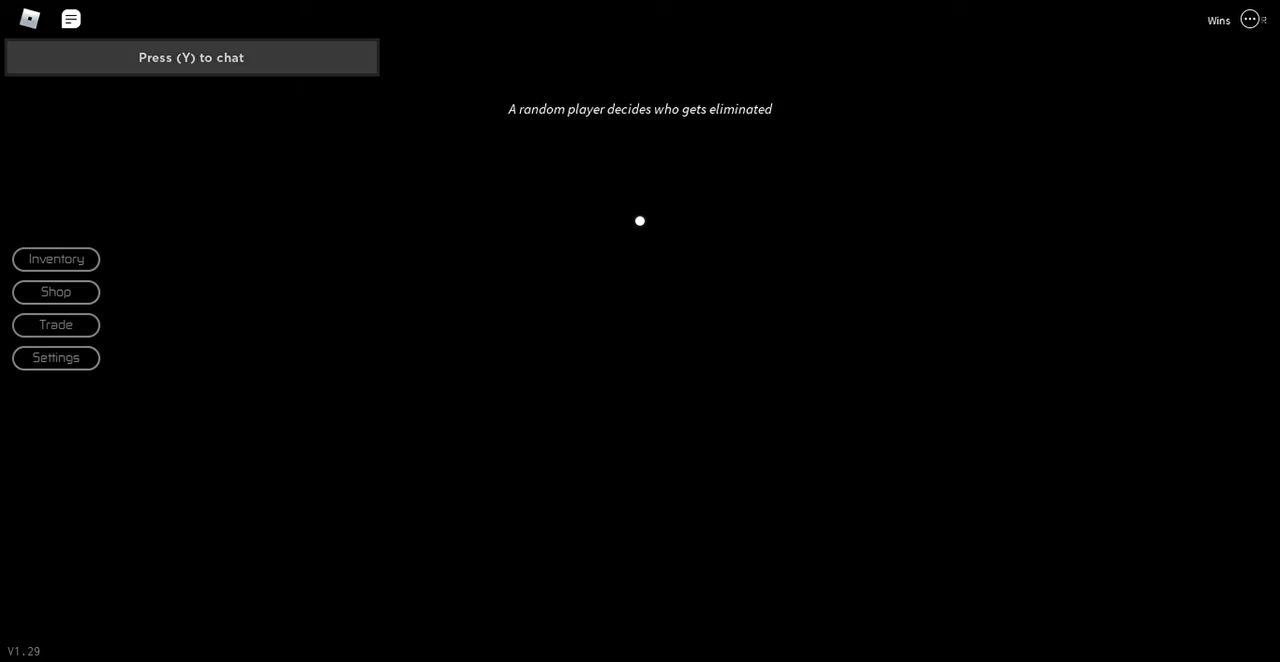 Wins
R
Press (Y) to chat
A random player decides who gets eliminated
Inventory
Shop
Trade
Settings
V1.29